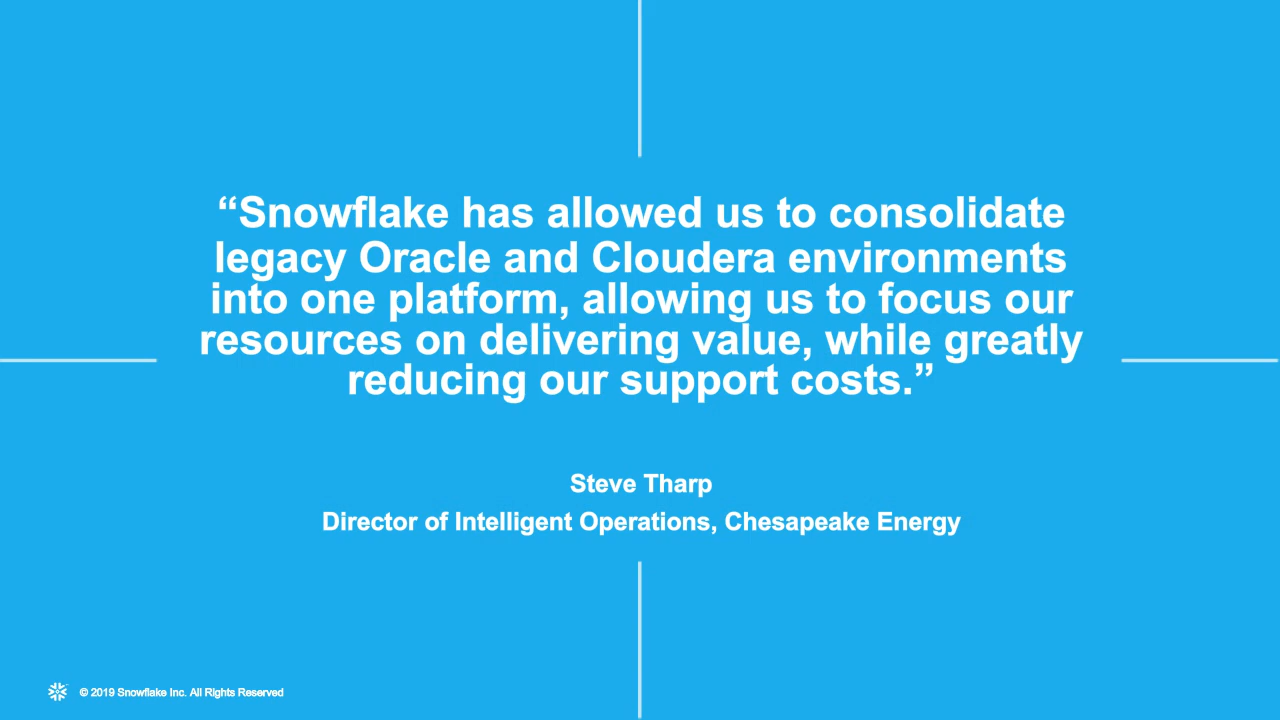 “Snowflake has allowed us to consolidate
legacy Oracle and Cloudera environments
into one platform, allowing us to focus our
resources on delivering value, while greatly
reducing our support costs.”
Steve Tharp
Director of Intelligent Operations, Chesapeake Energy
© 2019 Snowflake Inc. All Rights Reserved